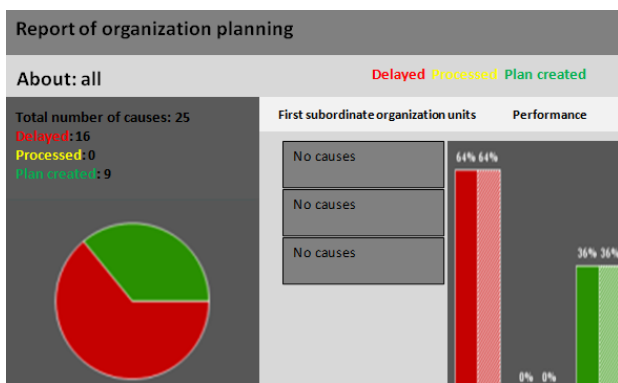 Report of organization planning
About: all
Delayed Processed Plan created
Total number of causes: 25
Delayed: 16
Processed: 0
Plan created: 9
First subordinate organization units Performance
No causes
No causes
No causes
64% 64%
36% 36%
0% 0%